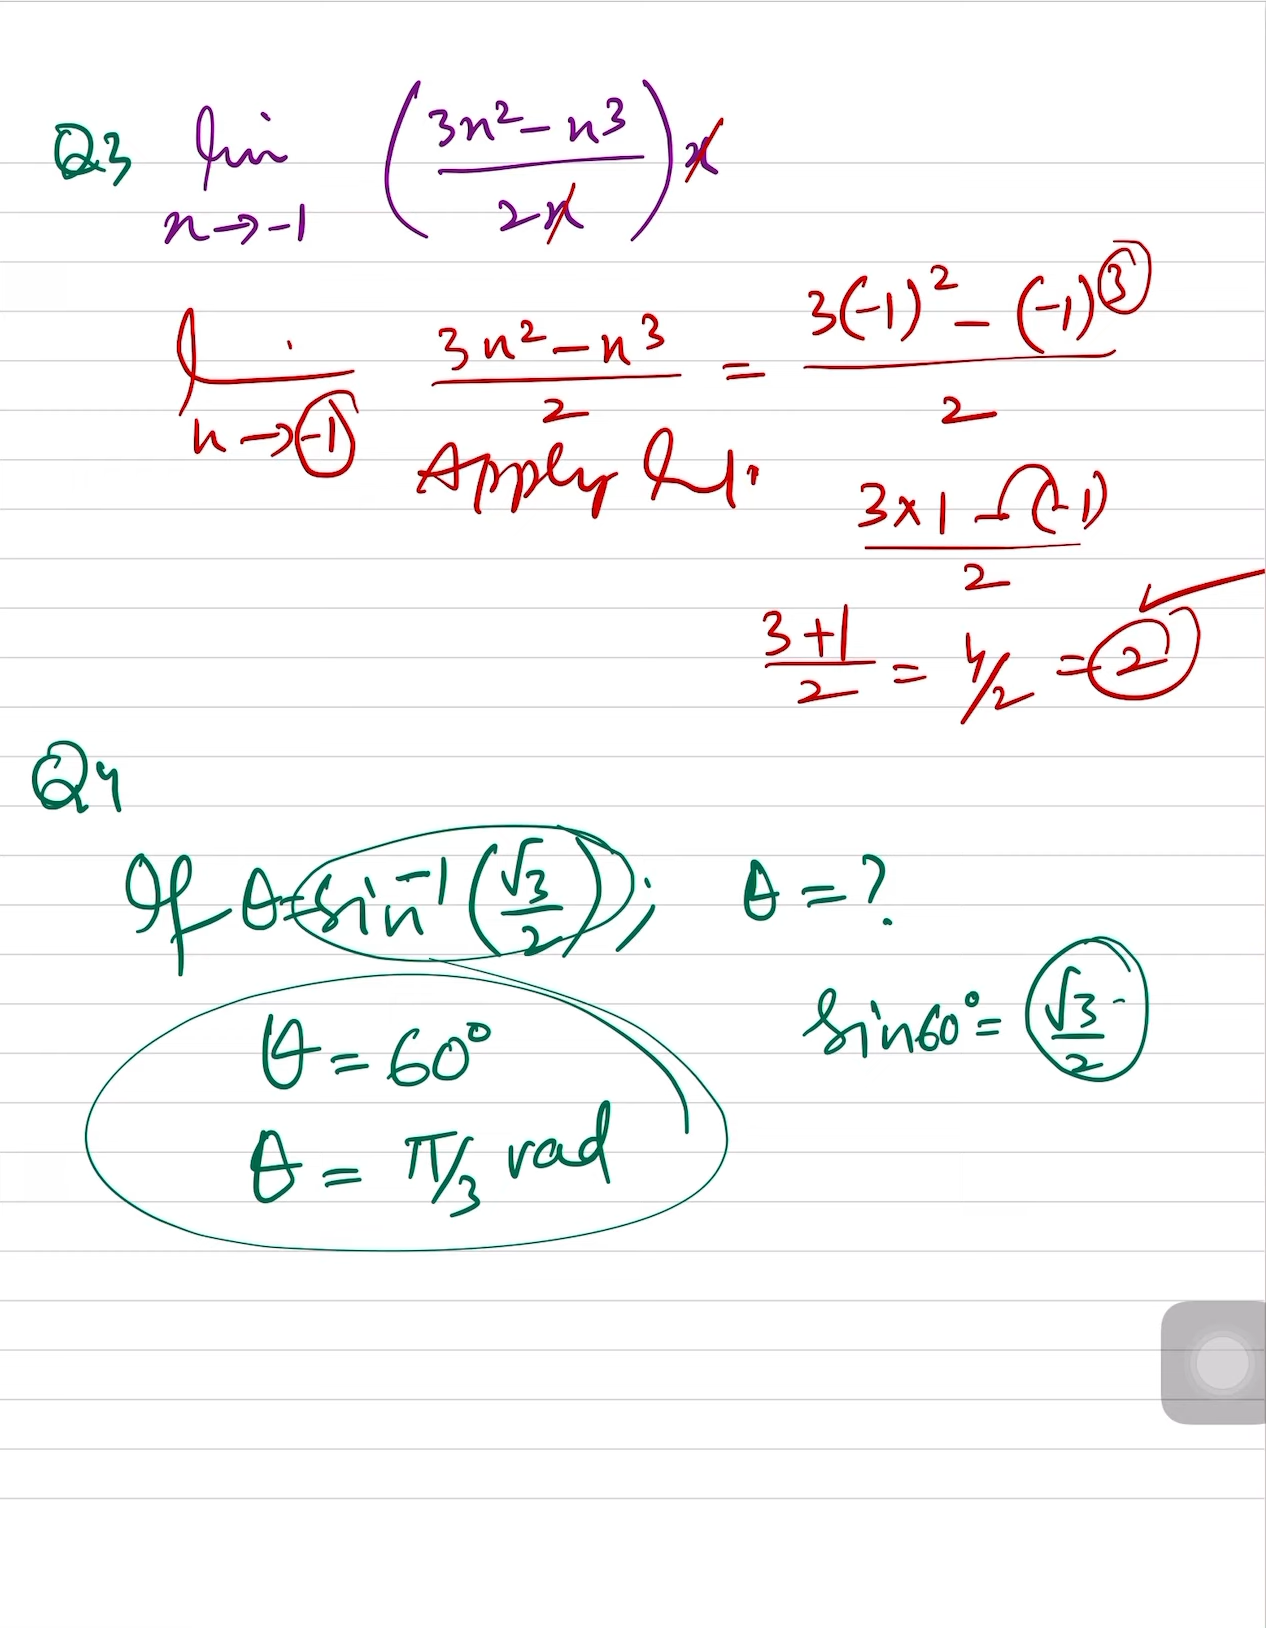 Q3 lim (3x² - x³ / 2x) x
x → -1
lim 3x² - x³ / 2 = 3(-1)² - (-1)³ / 2
x → -1
Apply
3 × 1 - (-1) / 2
3 + 1 / 2 = 4/2 = 2
Q4
If θ = sin⁻¹ (√3 / 2) ; θ = ?
sin 60° = √3 / 2
θ = 60°
θ = π/3 rad